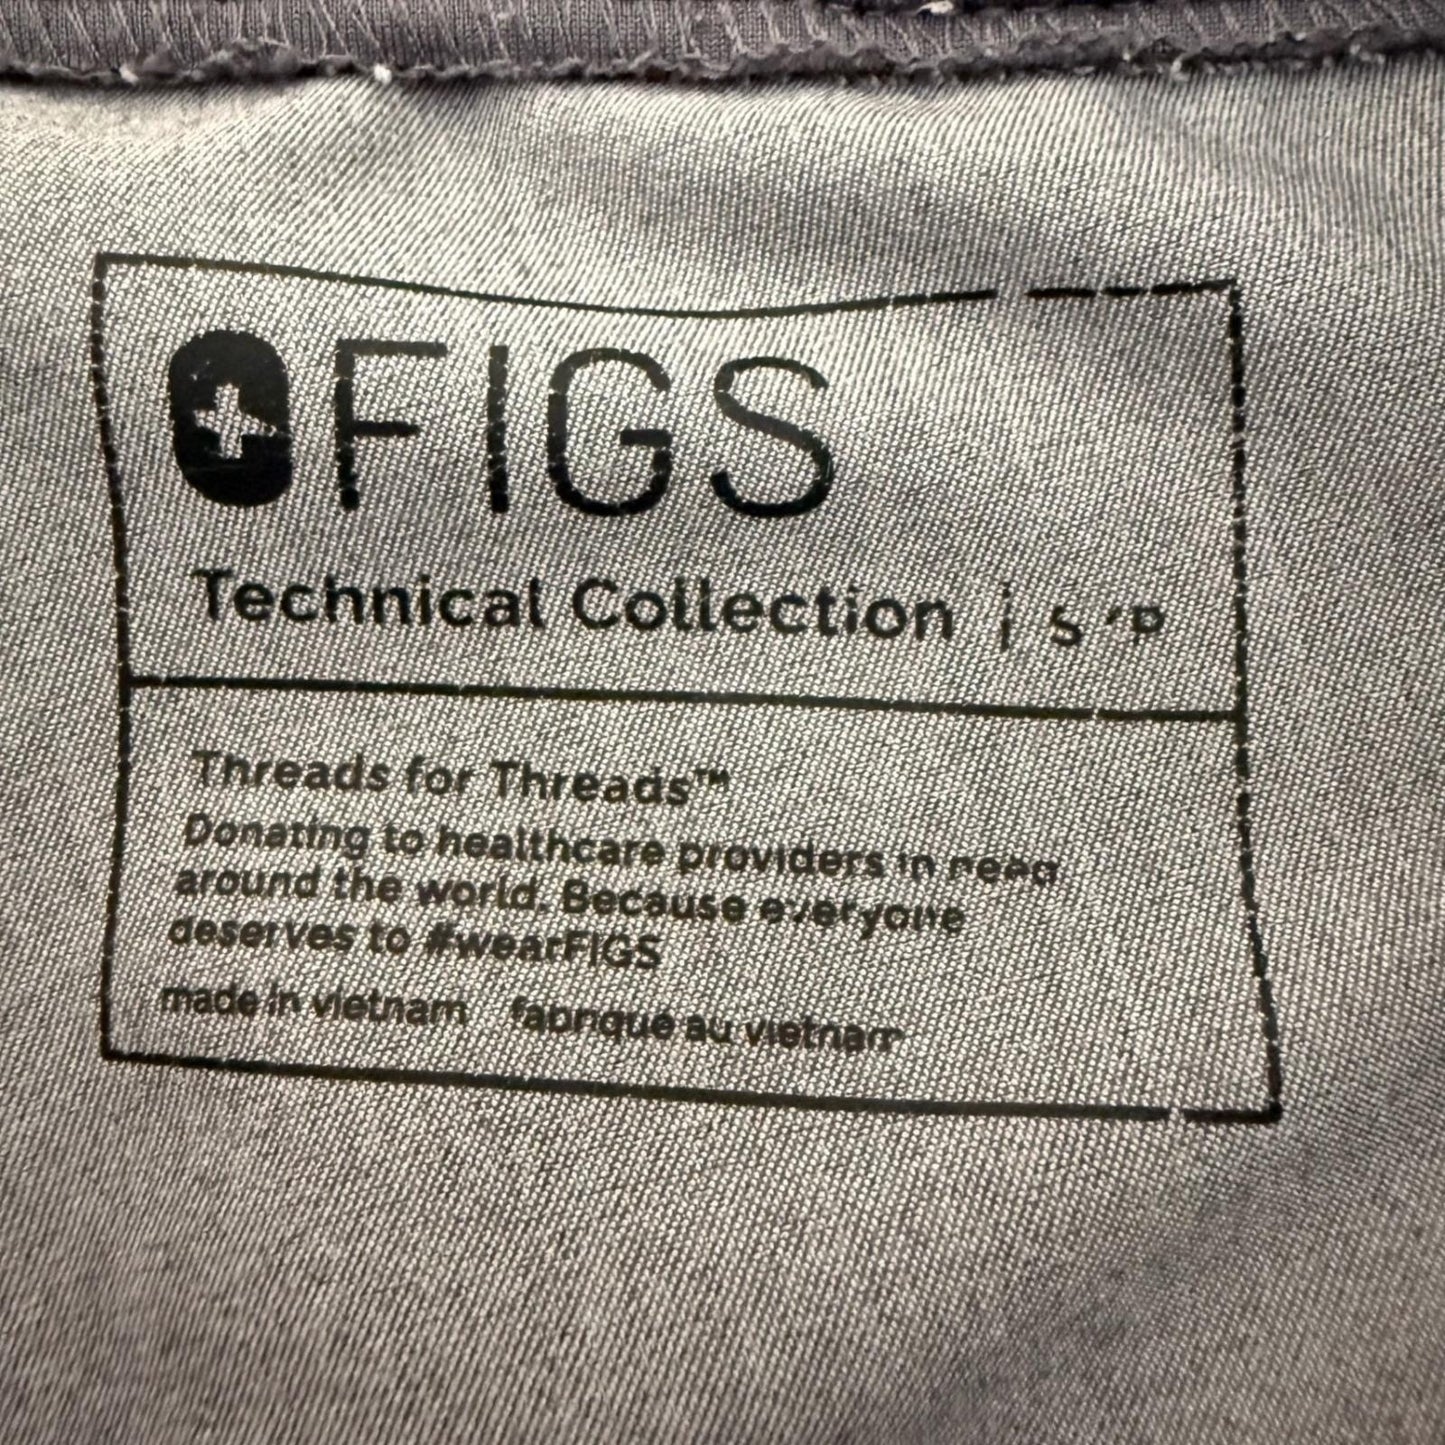 FIGS
Technical Collection | S/P
Threads for Threads™
Donating to healthcare providers in need
around the world. Because everyone
deserves to #wearFIGS
made in vietnam fabriqué au vietnam